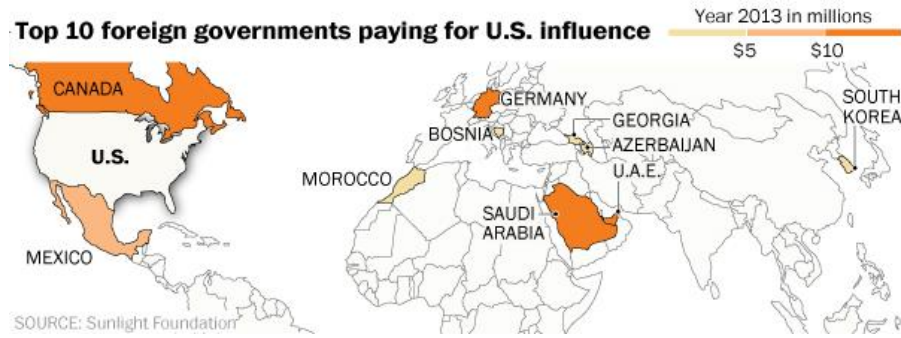 Top 10 foreign governments paying for U.S. influence
Year 2013 in millions
$5 $10
CANADA
U.S.
MEXICO
GERMANY
BOSNIA
GEORGIA
AZERBAIJAN
U.A.E.
MOROCCO
SAUDI
ARABIA
SOUTH
KOREA
SOURCE: Sunlight Foundation